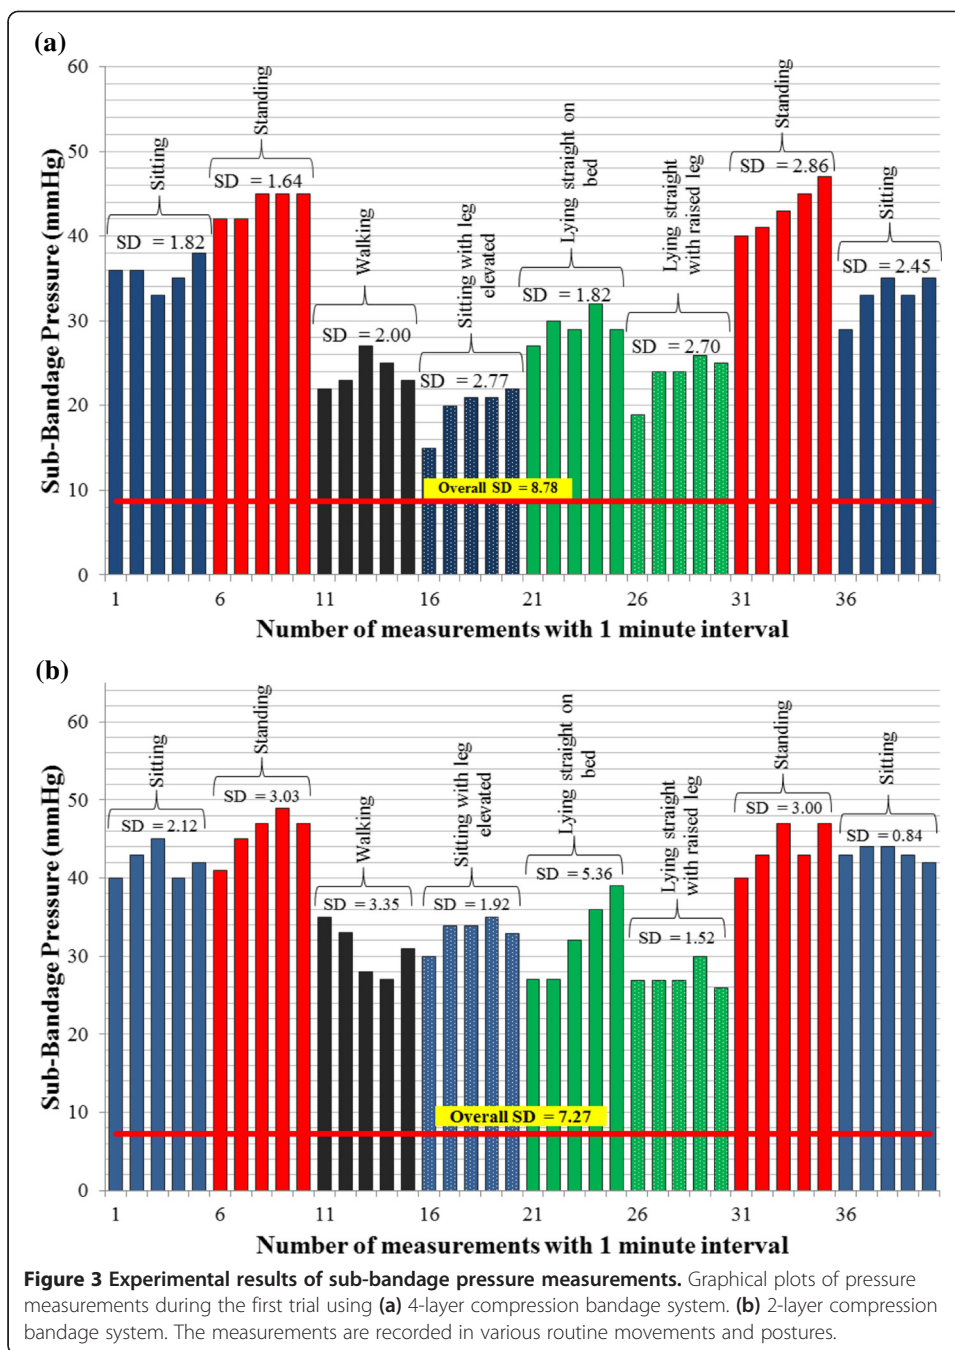 (a)
Sub-Bandage Pressure (mmHg)
60
50
40
30
20
10
0
Sitting
SD = 1.82
Standing
SD = 1.64
Walking
SD = 2.00
Sitting with leg
elevated
SD = 2.77
Lying straight on
bed
SD = 1.82
Lying straight
with raised leg
SD = 2.70
Standing
SD = 2.86
Sitting
SD = 2.45
Overall SD = 8.78
1 6 11 16 21 26 31 36
Number of measurements with 1 minute interval
(b)
Sub-Bandage Pressure (mmHg)
60
50
40
30
20
10
0
Sitting
SD = 2.12
Standing
SD = 3.03
Walking
SD = 3.35
Sitting with leg
elevated
SD = 1.92
Lying straight on
bed
SD = 5.36
Lying straight
with raised leg
SD = 1.52
Standing
SD = 3.00
Sitting
SD = 0.84
Overall SD = 7.27
1 6 11 16 21 26 31 36
Number of measurements with 1 minute interval
Figure 3 Experimental results of sub-bandage pressure measurements. Graphical plots of pressure
measurements during the first trial using (a) 4-layer compression bandage system. (b) 2-layer compression
bandage system. The measurements are recorded in various routine movements and postures.